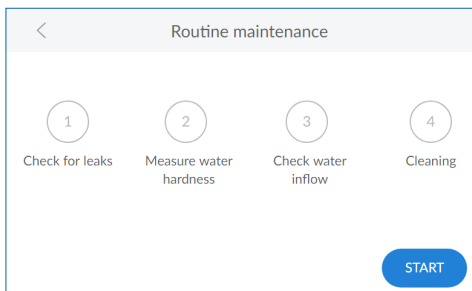 Routine maintenance
1
2
3
4
Check for leaks
Measure water
hardness
Check water
inflow
Cleaning
START